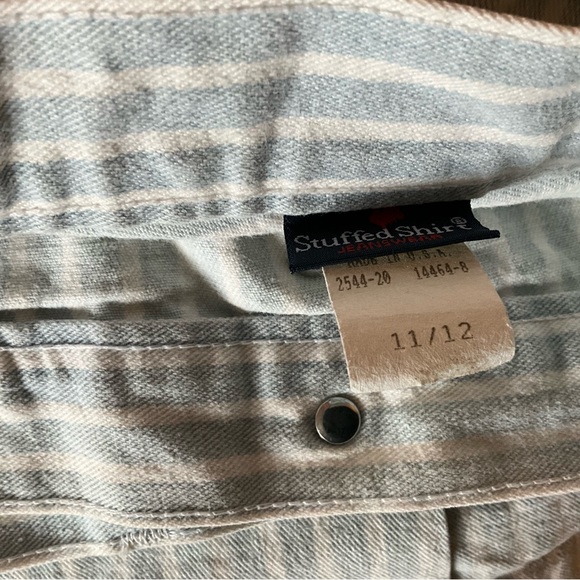 Stuffed Shirt®
JEANSWEAR
MADE IN U.S.A.
2544-20 14464-8
11/12